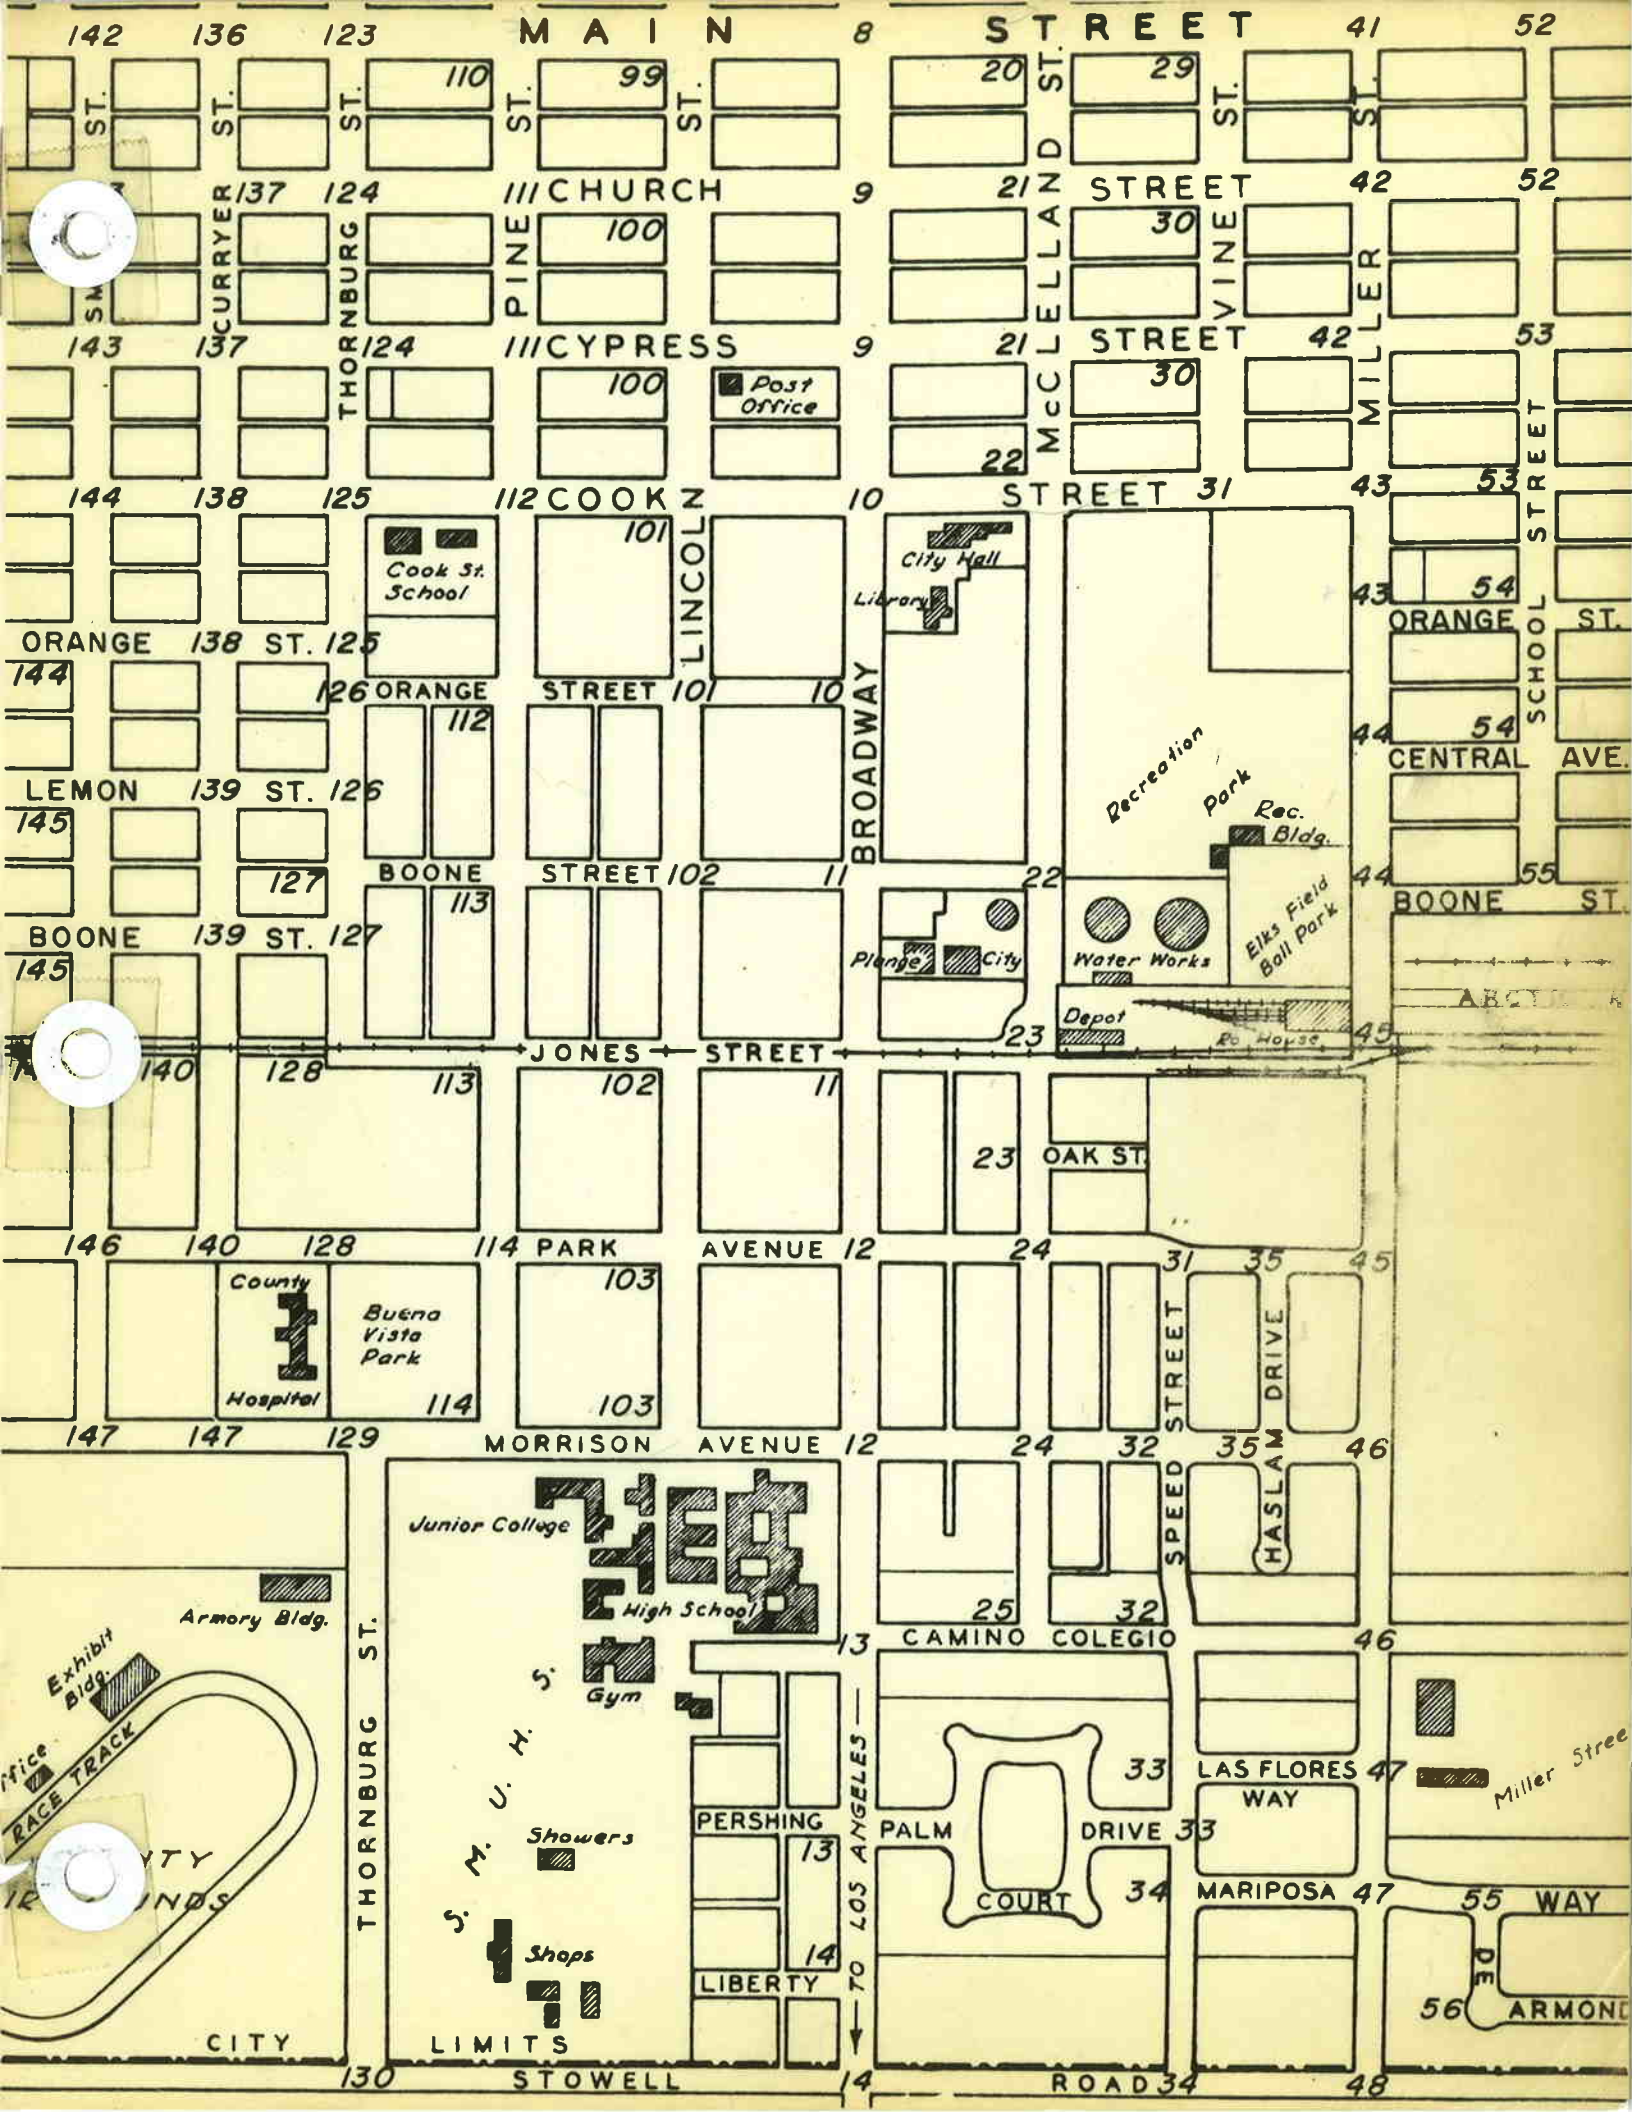 142 136 123 MAIN 8 STREET 41 52
110 99 20 29
ST. ST. ST. ST. ST. ST. ST. ST.
137 124 111 CHURCH 9 21 STREET 42 52
100 30
CURRYER
THORNBURG
PINE
McCLELLAND
VINE
MILLER
143 137 124 111 CYPRESS 9 21 STREET 42 53
100 30
Post
Office
22
144 138 125 112 COOK 10 STREET 31 43 53
LINCOLN
SCHOOL STREET
101
Cook St.
School
City Hall
Library
43 54
ORANGE ST.
ORANGE 138 ST. 125
144
126 ORANGE STREET 101 10
112
BROADWAY
Recreation
Park
44 54
CENTRAL AVE.
LEMON 139 ST. 126
145
Rec.
Bldg.
127
BOONE STREET 102 11 22 44 55
113
BOONE ST.
BOONE 139 ST. 127
145
Elks Field
Ball Park
Plunge City
Water Works
Depot
Ro. House
23 45
JONES STREET
140 128 113 102 11
23 OAK ST.
146 140 128 114 PARK AVENUE 12 24 31 35 45
County
Hospital
Buena
Vista
Park
103
114 103
SPEED STREET
HASLAM DRIVE
147 147 129 MORRISON AVENUE 12 24 32 35 46
Junior College
High School
Armory Bldg.
25 32
13 CAMINO COLEGIO 46
Exhibit
Bldg.
Gym
S. M. U. H. S.
THORNBURG ST.
RACE TRACK
33 LAS FLORES 47
WAY
Miller Stree
PERSHING PALM DRIVE 33
Showers
13
TO LOS ANGELES
COURT 34 MARIPOSA 47 55 WAY
NTY
UNDS
Shops
14
LIBERTY
DE
56 ARMOND
CITY LIMITS
130 STOWELL 14 ROAD 34 48